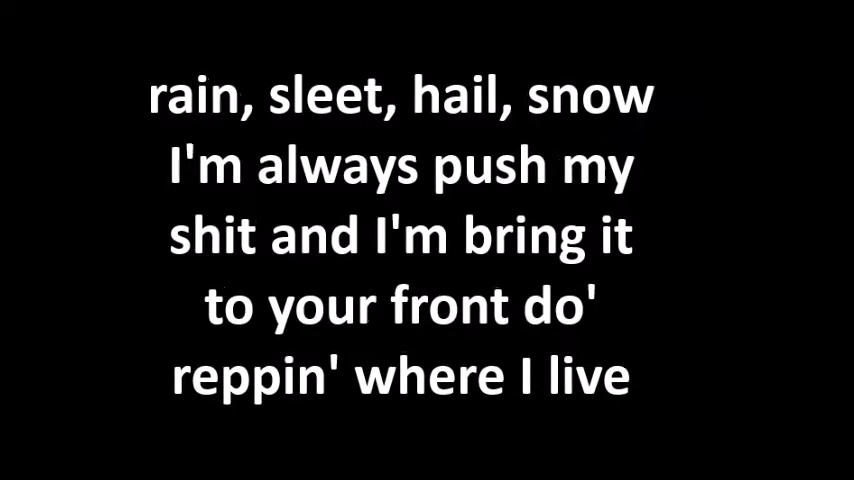 rain, sleet, hail, snow
I'm always push my
shit and I'm bring it
to your front do'
reppin' where I live